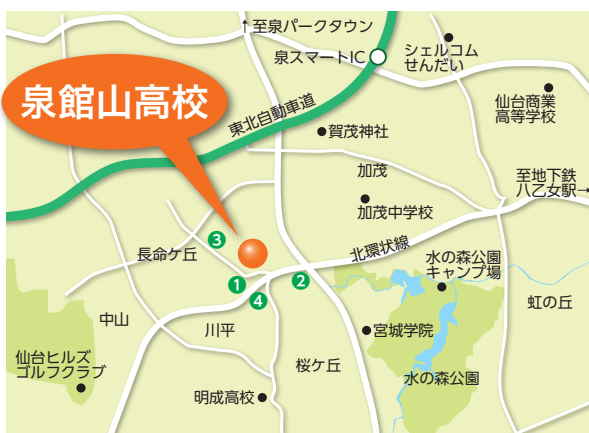 ↑至泉パークタウン
泉スマートIC
シェルコム
せんだい
泉館山高校
仙台商業
高等学校
東北自動車道
賀茂神社
加茂
至地下鉄
八乙女駅→
加茂中学校
北環状線
長命ケ丘
3
水の森公園
キャンプ場
1
2
4
虹の丘
中山
川平
宮城学院
仙台ヒルズ
ゴルフクラブ
桜ケ丘
水の森公園
明成高校